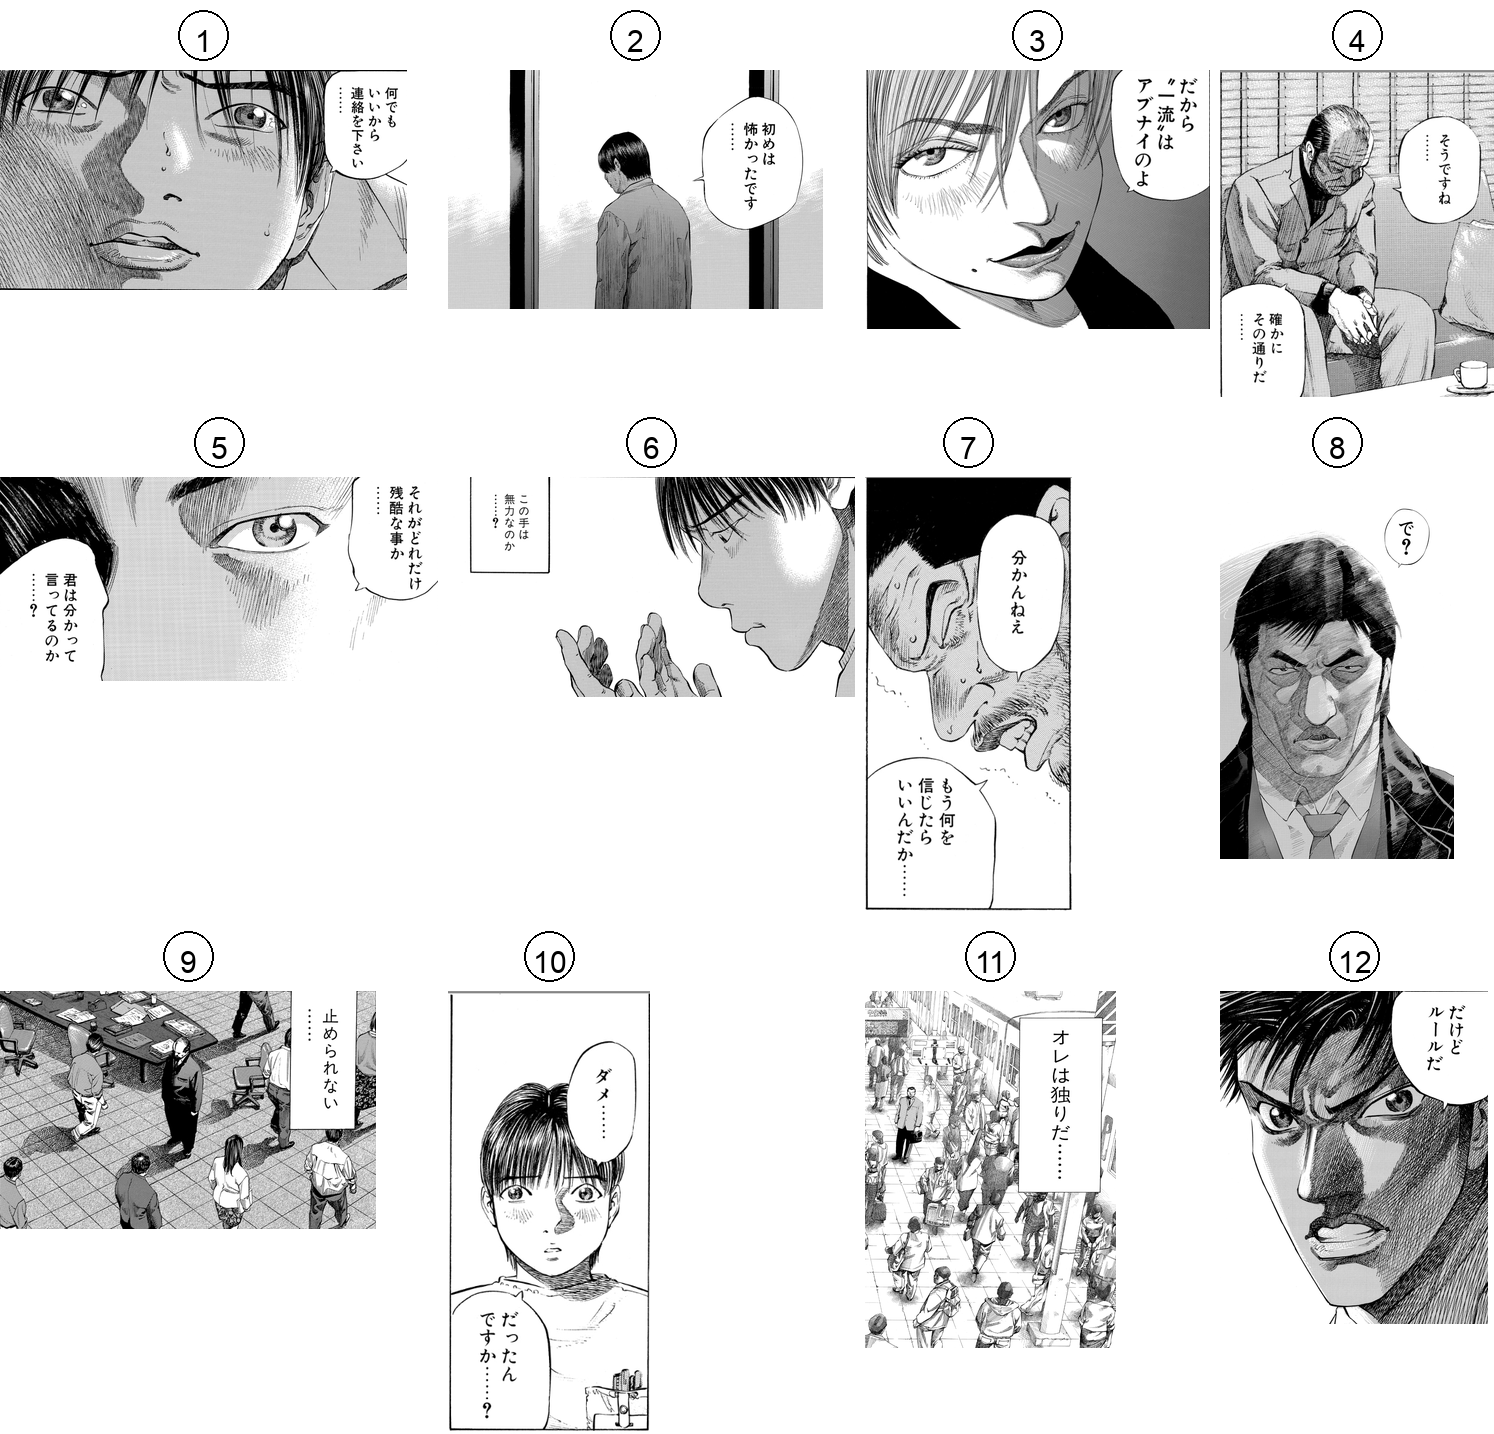 1
何でも
いいから
連絡を下さい
……
2
初めは
怖かったです
……
3
だから
〝一流〟は
アブナイのよ
4
そうですね
……
確かに
その通りだ
……
5
それがどれだけ
残酷な事か
……
君は分かって
言ってるのか
……？
6
この手は
無力なのか
……？
7
分かんねえ
もう何を
信じたら
いいんだか……
8
で？
9
止められない
……
10
ダメ……
だったん
ですか……？
11
オレは独りだ……
12
だけど
ルールだ